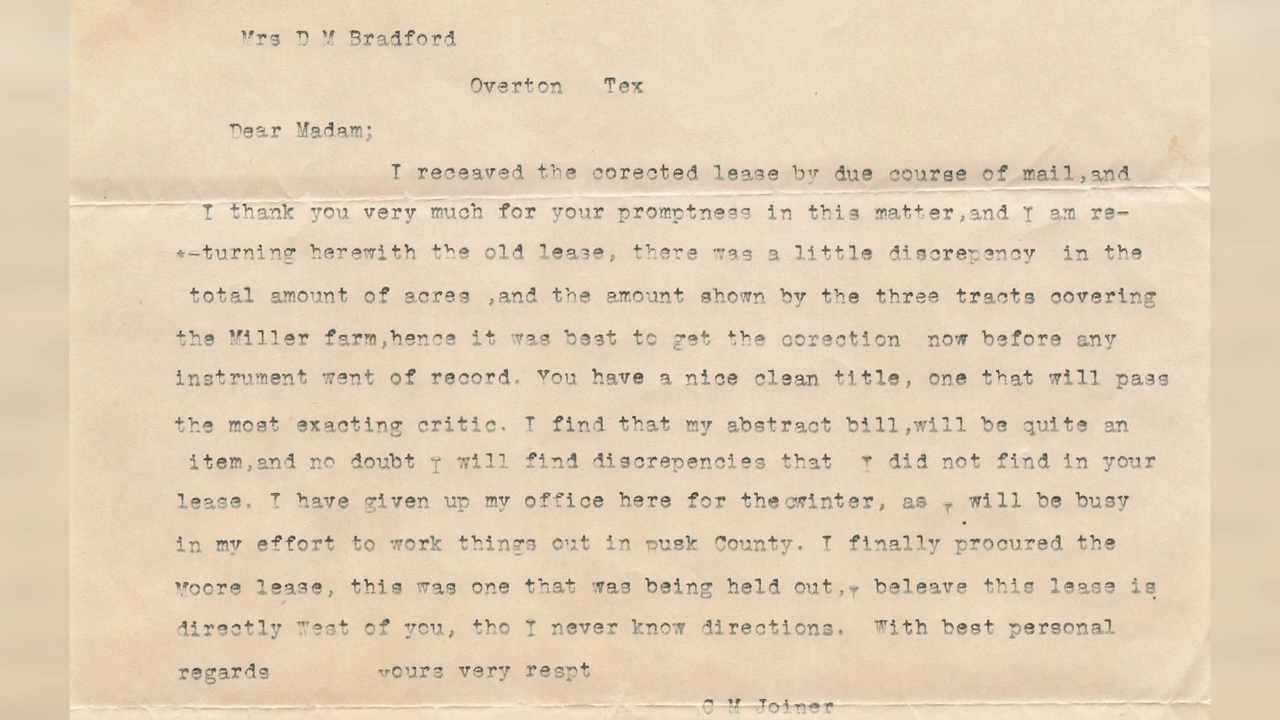 Mrs D M Bradford
Overton Tex
Dear Madam;
I receaved the corected lease by due course of mail,and
I thank you very much for your promptness in this matter,and I am re-
*-turning herewith the old lease, there was a little discrepency in the
total amount of acres ,and the amount shown by the three tracts covering
the Miller farm,hence it was best to get the corection now before any
instrument went of record. You have a nice clean title, one that will pass
the most exacting critic. I find that my abstract bill,will be quite an
item,and no doubt I will find discrepencies that I did not find in your
lease. I have given up my office here for thecwinter, as I will be busy
in my effort to work things out in Rusk County. I finally procured the
Moore lease, this was one that was being held out,I beleave this lease is
directly West of you, tho I never know directions. With best personal
regards yours very respt
C M Joiner